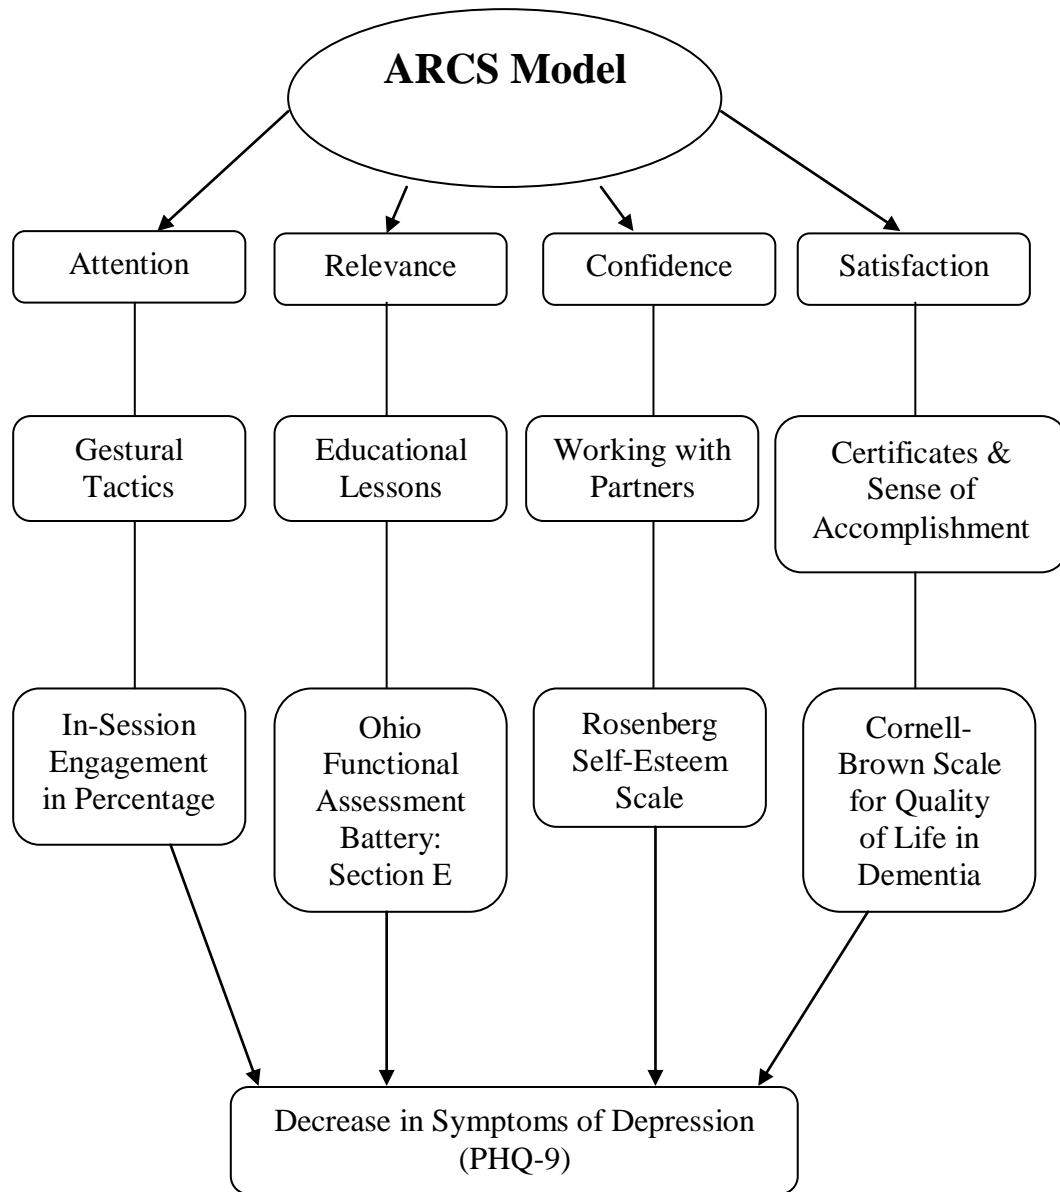 ARCS Model
Attention
Relevance
Confidence
Satisfaction
Gestural
Tactics
Educational
Lessons
Working with
Partners
Certificates &
Sense of
Accomplishment
In-Session
Engagement
in Percentage
Ohio
Functional
Assessment
Battery:
Section E
Rosenberg
Self-Esteem
Scale
Cornell-
Brown Scale
for Quality
of Life in
Dementia
Decrease in Symptoms of Depression
(PHQ-9)